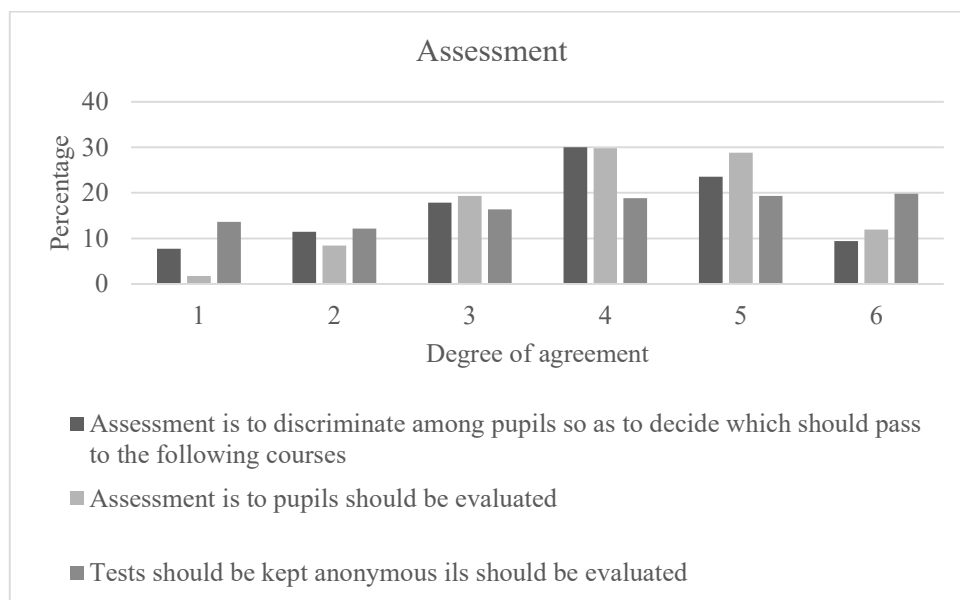 Assessment
40
30
20
10
0
Percentage
1 2 3 4 5 6
Degree of agreement
Assessment is to discriminate among pupils so as to decide which should pass
to the following courses
Assessment is to pupils should be evaluated
Tests should be kept anonymous ils should be evaluated